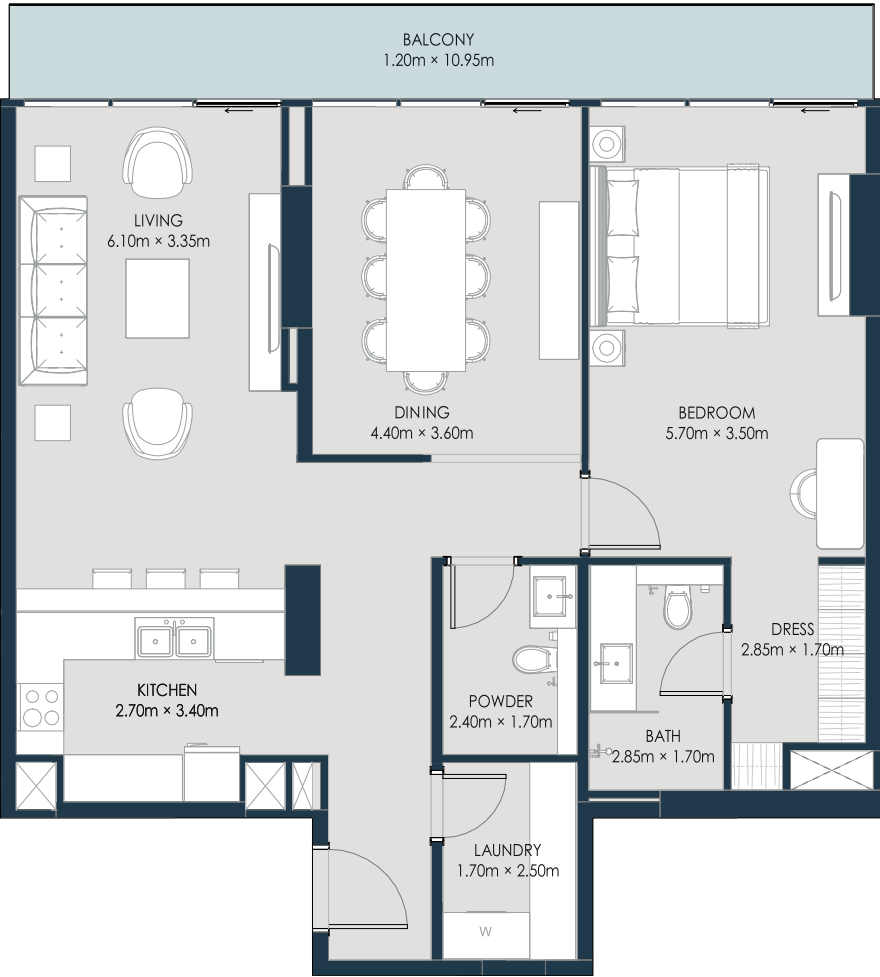 BALCONY
1.20m × 10.95m
LIVING
6.10m × 3.35m
DINING
4.40m × 3.60m
BEDROOM
5.70m × 3.50m
DRESS
2.85m × 1.70m
KITCHEN
2.70m × 3.40m
POWDER
2.40m × 1.70m
BATH
2.85m × 1.70m
LAUNDRY
1.70m × 2.50m
W